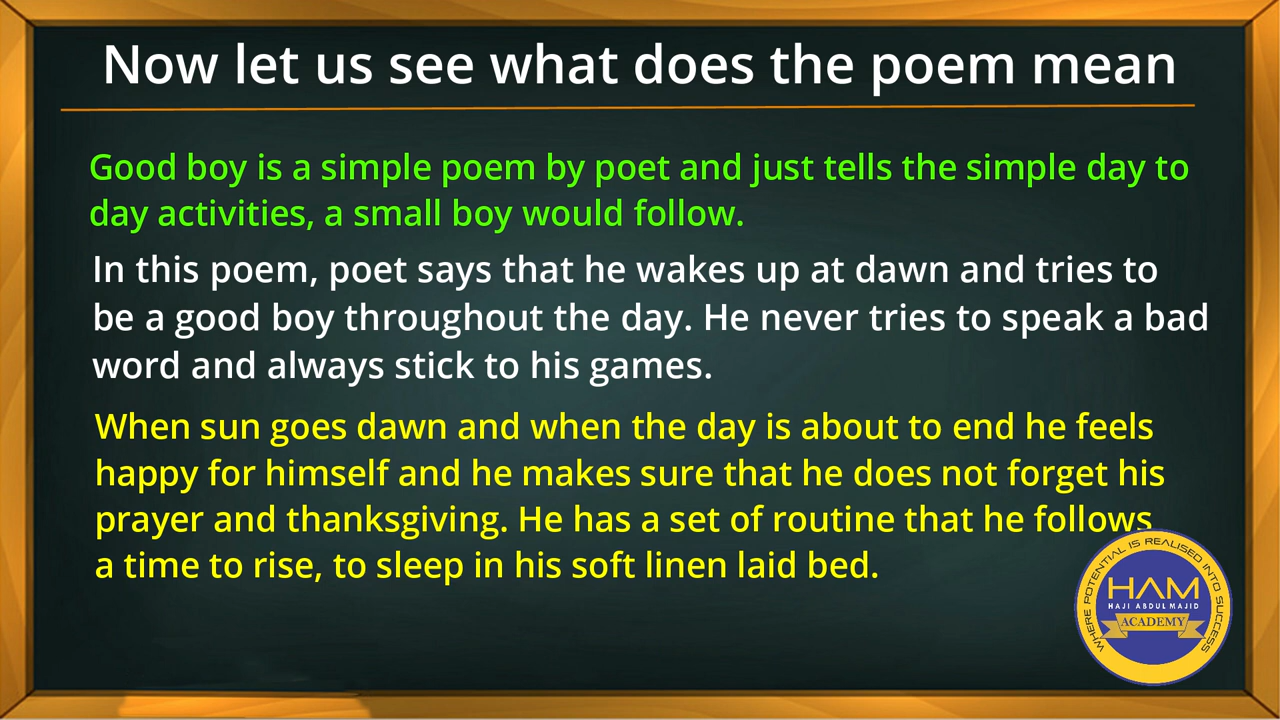 Now let us see what does the poem mean
Good boy is a simple poem by poet and just tells the simple day to
day activities, a small boy would follow.
In this poem, poet says that he wakes up at dawn and tries to
be a good boy throughout the day. He never tries to speak a bad
word and always stick to his games.
When sun goes dawn and when the day is about to end he feels
happy for himself and he makes sure that he does not forget his
prayer and thanksgiving. He has a set of routine that he follows
a time to rise, to sleep in his soft linen laid bed.
WHERE POTENTIAL IS REALISED INTO SUCCESS
HAM
HAJI ABDUL MAJID
ACADEMY